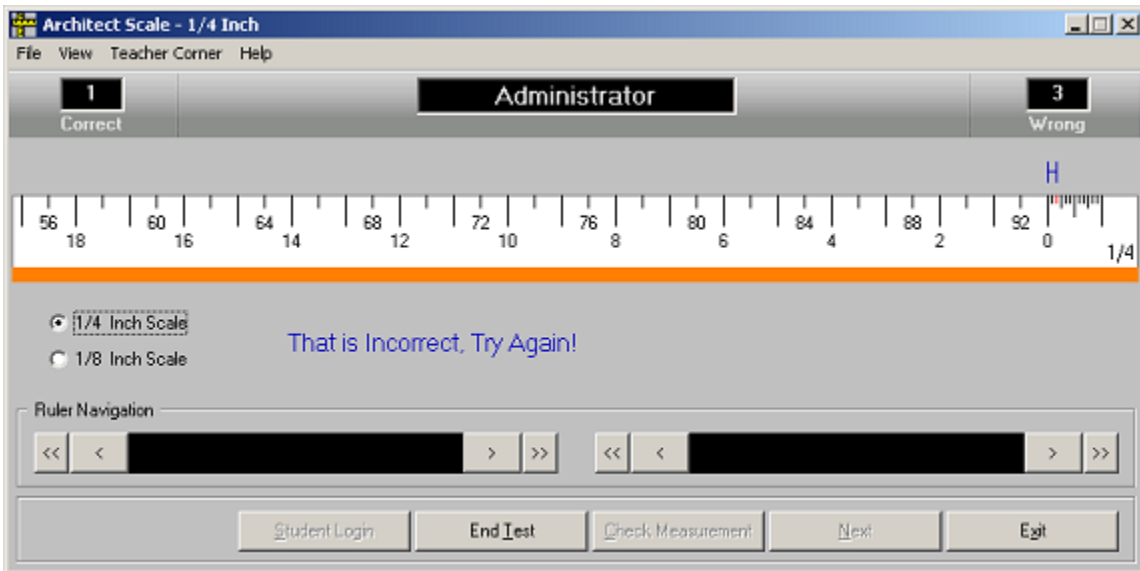 Architect Scale - 1/4 Inch
File View Teacher Corner Help
1 Administrator 3
Correct Wrong
H
56 60 64 68 72 76 80 84 88 92
18 16 14 12 10 8 6 4 2 0 1/4
1/4 Inch Scale
That is Incorrect, Try Again!
1/8 Inch Scale
Ruler Navigation
<< < > >> << < > >>
Student Login End Test Check Measurement Next Exit